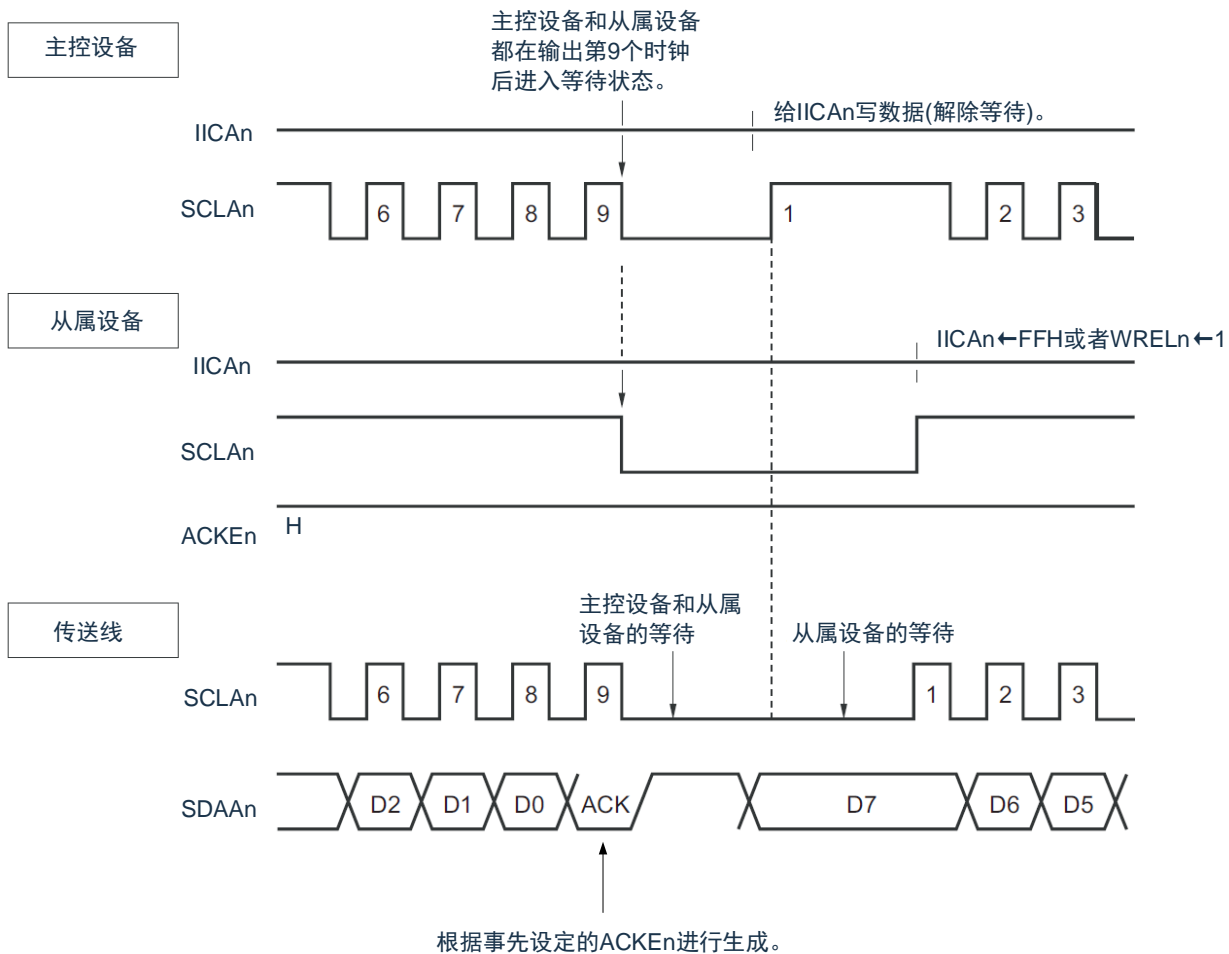 主控设备
主控设备和从属设备
都在输出第9个时钟
后进入等待状态。
给IICAn写数据(解除等待)。
IICAn
SCLAn
6 7 8 9 1 2 3
从属设备
IICAn←FFH或者WRELn←1
IICAn
SCLAn
ACKEn
H
传送线
主控设备和从属
设备的等待
从属设备的等待
SCLAn
6 7 8 9 1 2 3
SDAAn
D2 D1 D0 ACK D7 D6 D5
根据事先设定的ACKEn进行生成。